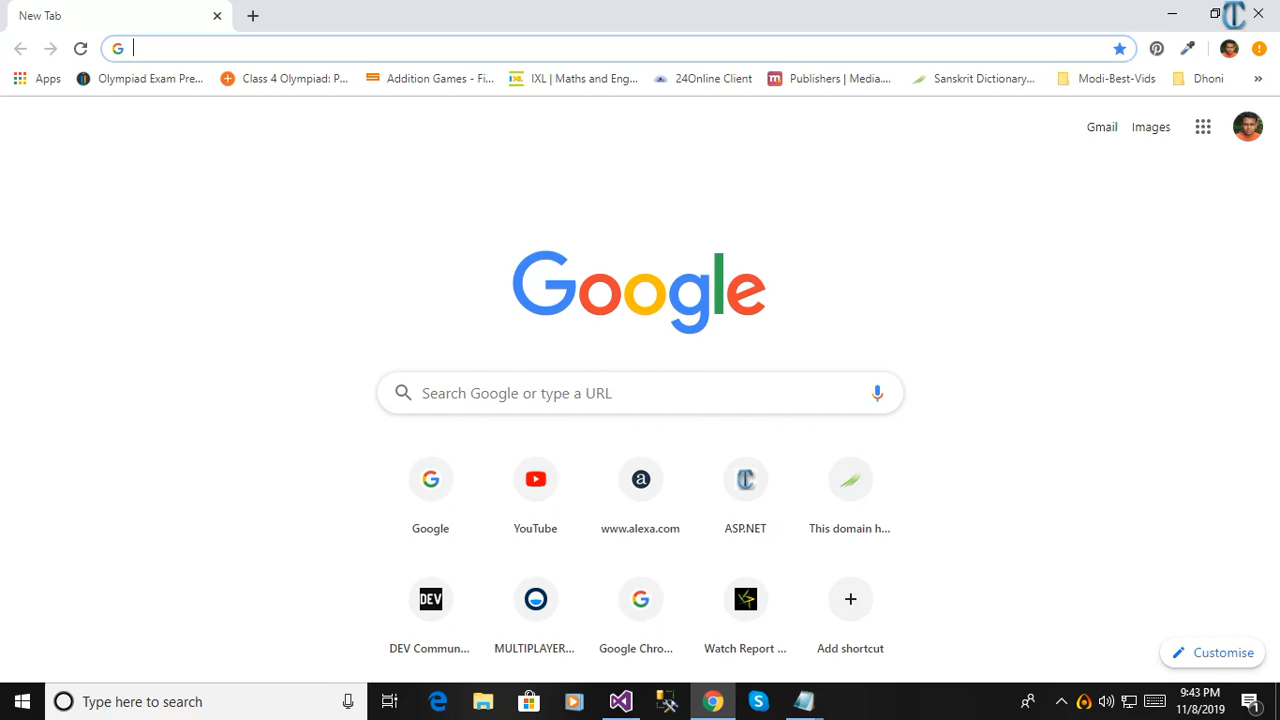 New Tab
Apps Olympiad Exam Pre... Class 4 Olympiad: P... Addition Games - Fi... IXL | Maths and Eng... 24Online Client Publishers | Media.... Sanskrit Dictionary... Modi-Best-Vids Dhoni »
Gmail Images
Google
Search Google or type a URL
Google YouTube www.alexa.com ASP.NET This domain h...
DEV
DEV Commun... MULTIPLAYER... Google Chro... Watch Report ... Add shortcut
Customise
Type here to search
9:43 PM
11/8/2019